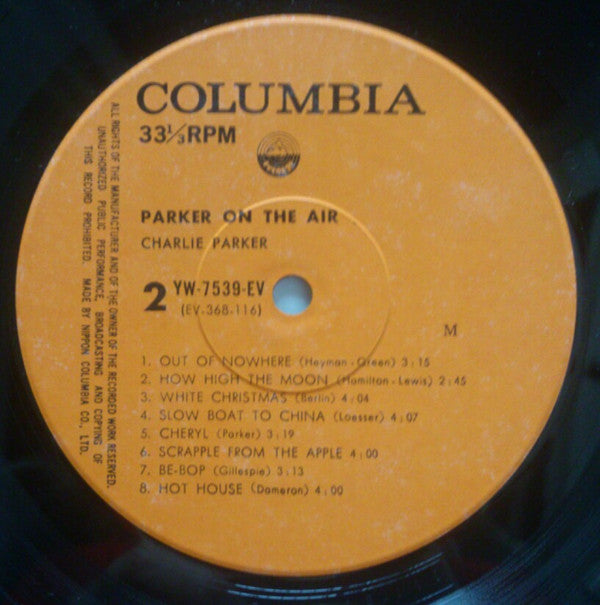 COLUMBIA
33 1/3 RPM
PARKER ON THE AIR
CHARLIE PARKER
2 YW-7539-EV
(EV-368-116)
M
1. OUT OF NOWHERE (Heyman-Green) 3:15
2. HOW HIGH THE MOON (Hamilton-Lewis) 2:45
3. WHITE CHRISTMAS (Berlin) 4:04
4. SLOW BOAT TO CHINA (Loesser) 4:07
5. CHERYL (Parker) 3:19
6. SCRAPPLE FROM THE APPLE 4:00
7. BE-BOP (Gillespie) 3:13
8. HOT HOUSE (Dameron) 4:00
ALL RIGHTS OF THE MANUFACTURER AND OF THE OWNER OF THE RECORDED WORK RESERVED.
UNAUTHORIZED PUBLIC PERFORMANCE, BROADCASTING AND COPYING OF
THIS RECORD PROHIBITED. MADE BY NIPPON COLUMBIA CO., LTD.